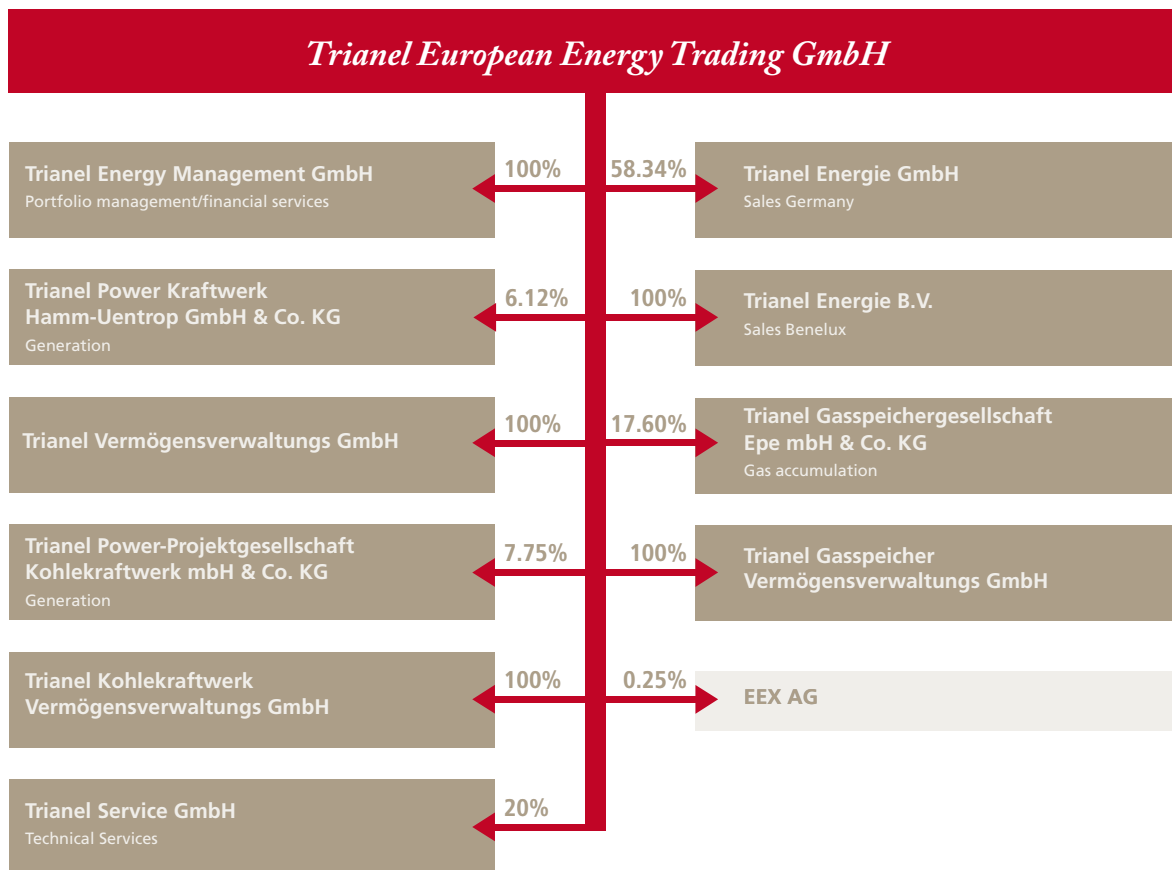 Trianel European Energy Trading GmbH
Trianel Energy Management GmbH
Portfolio management/financial services
100%
58.34%
Trianel Energie GmbH
Sales Germany
Trianel Power Kraftwerk
Hamm-Uentrop GmbH & Co. KG
Generation
6.12%
100%
Trianel Energie B.V.
Sales Benelux
Trianel Vermögensverwaltungs GmbH
100%
17.60%
Trianel Gasspeichergesellschaft
Epe mbH & Co. KG
Gas accumulation
Trianel Power-Projektgesellschaft
Kohlekraftwerk mbH & Co. KG
Generation
7.75%
100%
Trianel Gasspeicher
Vermögensverwaltungs GmbH
Trianel Kohlekraftwerk
Vermögensverwaltungs GmbH
100%
0.25%
EEX AG
Trianel Service GmbH
Technical Services
20%